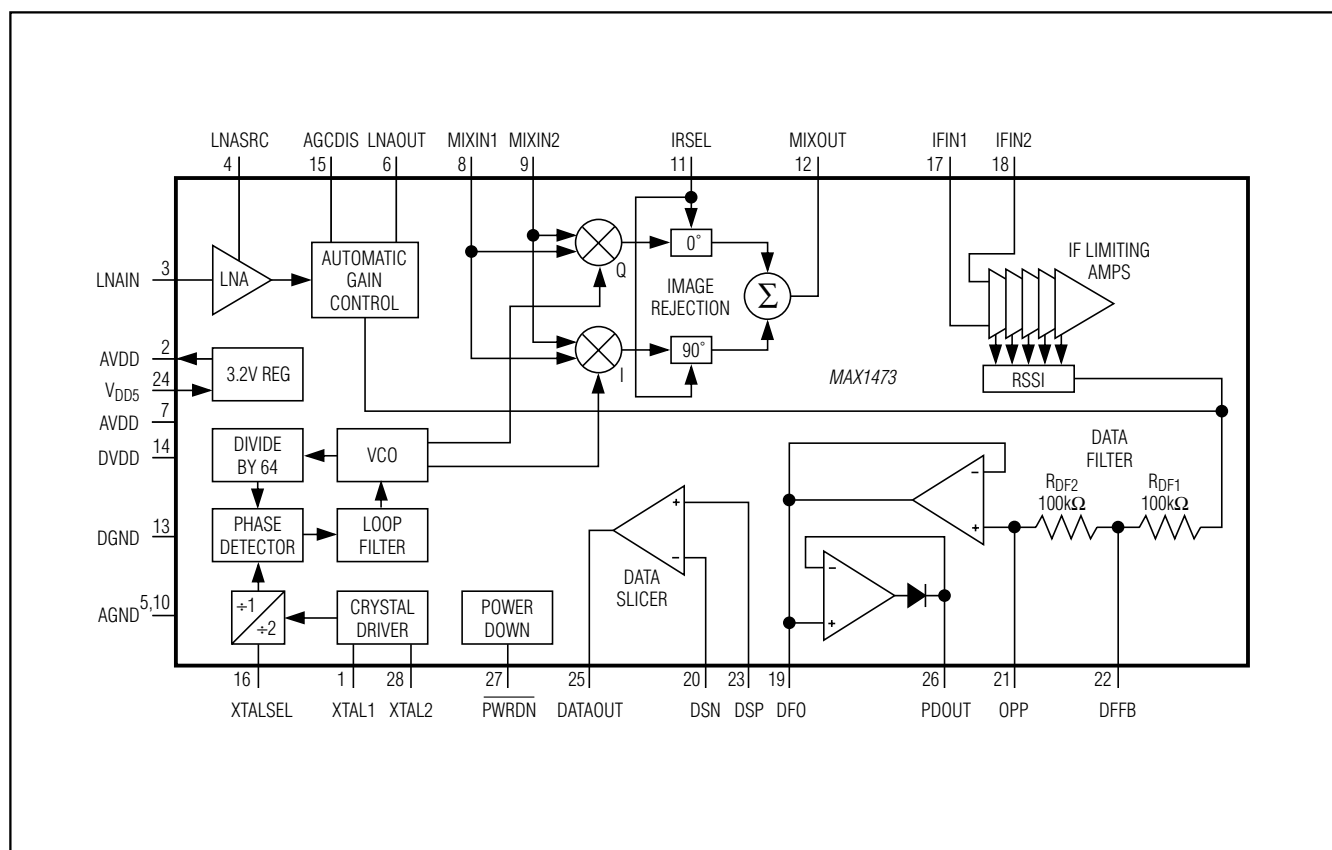 LNASRC
4
AGCDIS
15
LNAOUT
6
MIXIN1
8
MIXIN2
9
IRSEL
11
MIXOUT
12
IFIN1
17
IFIN2
18
LNAIN
3
LNA
AUTOMATIC
GAIN
CONTROL
Q
0°
IMAGE
REJECTION
Σ
I
90°
IF LIMITING
AMPS
RSSI
MAX1473
AVDD
2
VDD5
24
3.2V REG
AVDD
7
DVDD
14
DIVIDE
BY 64
VCO
DGND
13
PHASE
DETECTOR
LOOP
FILTER
AGND
5,10
÷1
÷2
CRYSTAL
DRIVER
POWER
DOWN
+
−
DATA
SLICER
−
+
−
+
DATA
FILTER
RDF2
100kΩ
RDF1
100kΩ
16
XTALSEL
1
XTAL1
28
XTAL2
27
PWRDN
25
DATAOUT
20
DSN
23
DSP
19
DFO
26
PDOUT
21
OPP
22
DFFB